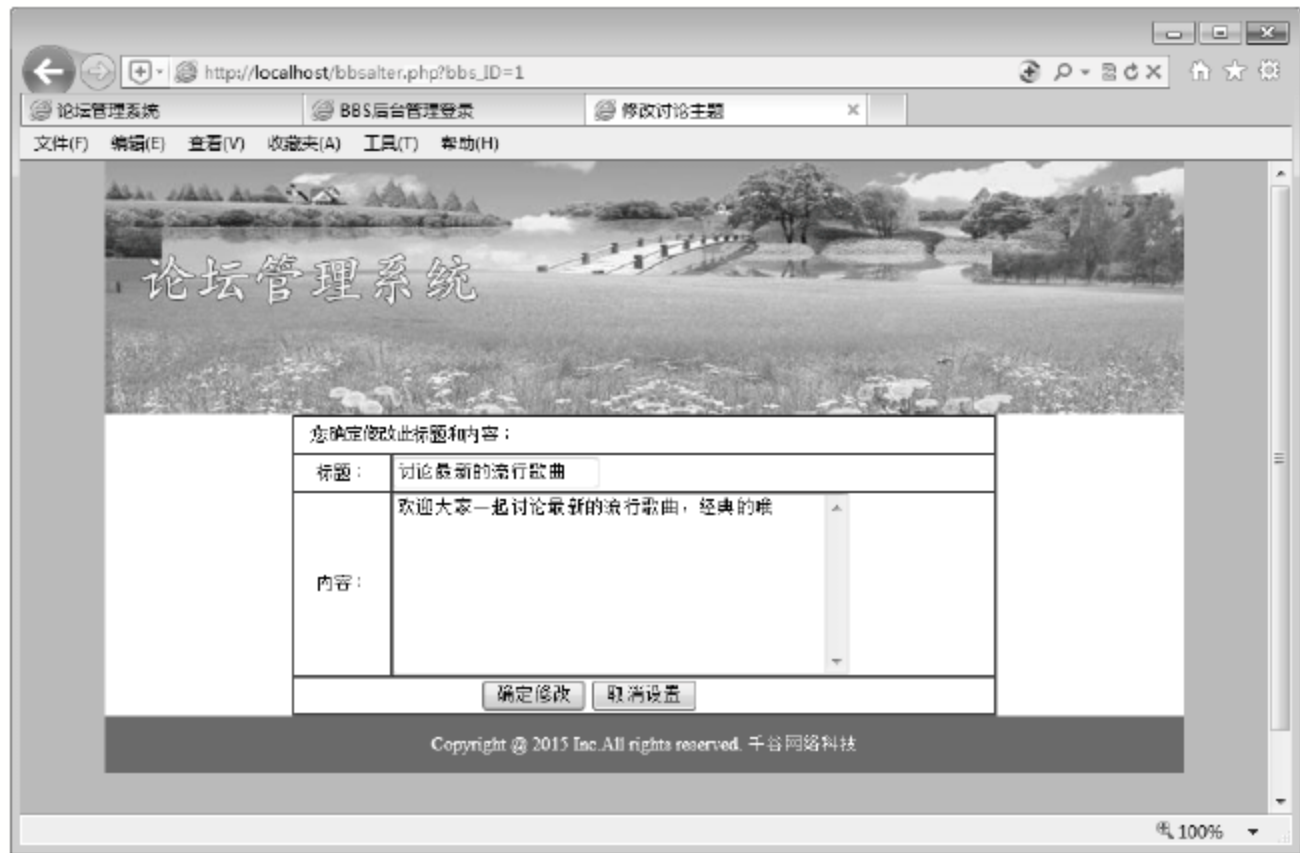 http://localhost/bbsalter.php?bbs_ID=1
论坛管理系统 BBS后台管理登录 修改讨论主题
文件(F) 编辑(E) 查看(V) 收藏夹(A) 工具(T) 帮助(H)
论坛管理系统
您确定修改此标题和内容：
标题： 讨论最新的流行歌曲
欢迎大家一起讨论最新的流行歌曲，经典的哦
内容：
确定修改 取消设置
Copyright @ 2015 Inc.All rights reserved. 千谷网络科技
100%